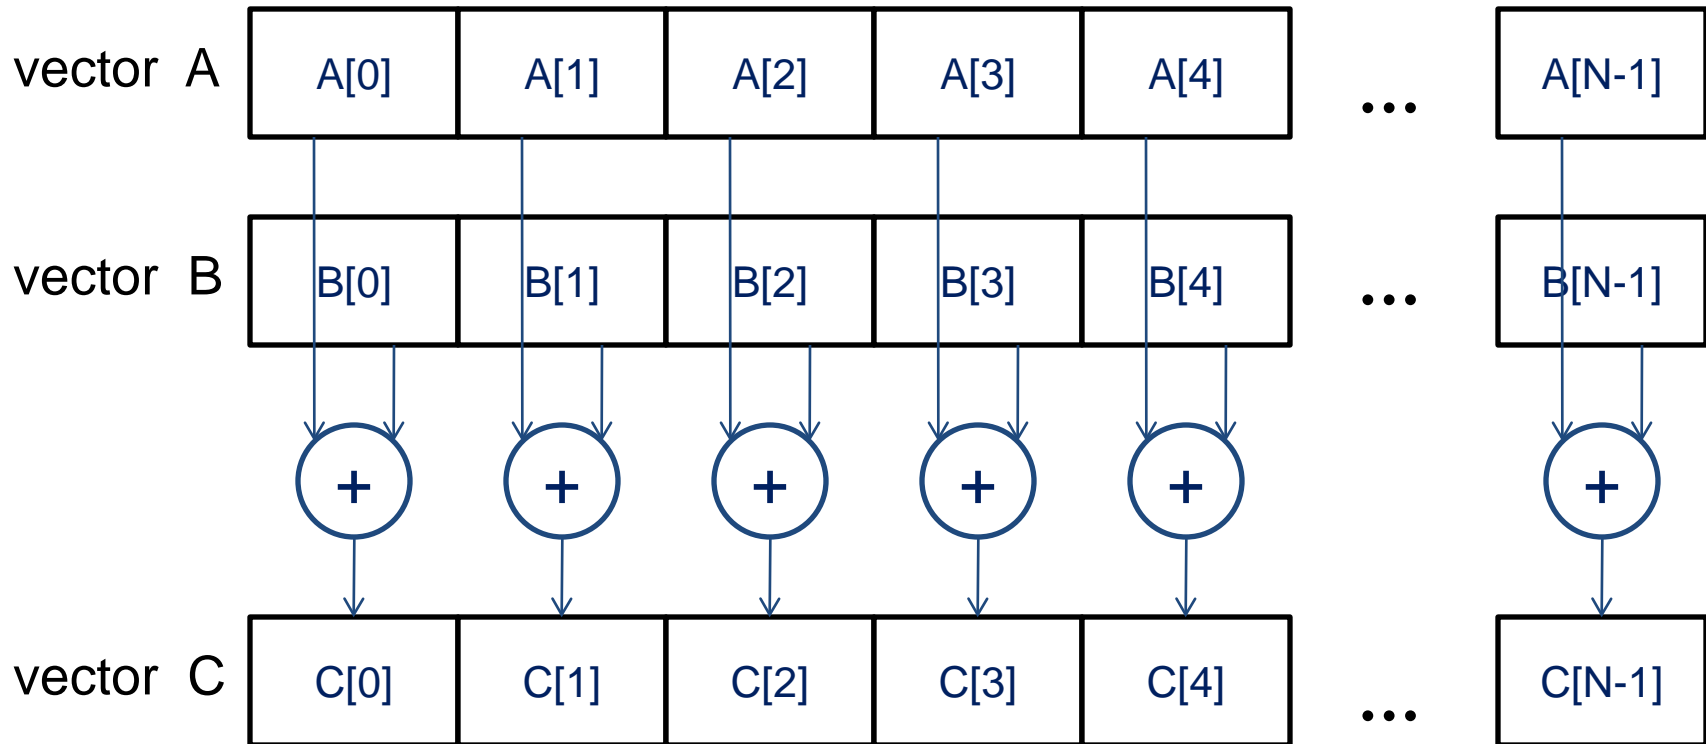 vector A A[0] A[1] A[2] A[3] A[4] ... A[N-1]
vector B B[0] B[1] B[2] B[3] B[4] ... B[N-1]
+ + + + + +
vector C C[0] C[1] C[2] C[3] C[4] ... C[N-1]